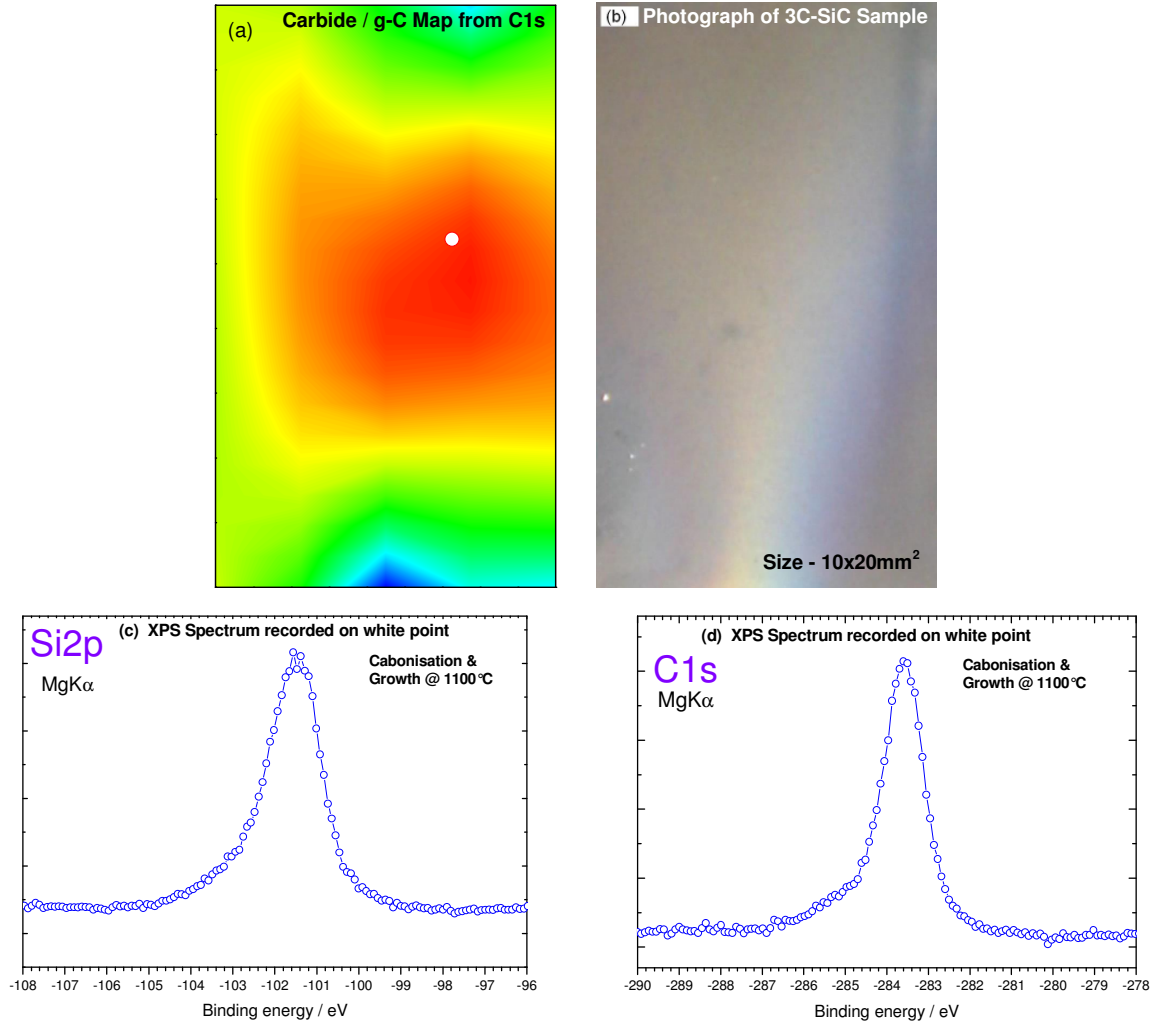 (a)
Carbide / g-C Map from C1s
(b) Photograph of 3C-SiC Sample
Size - 10x20mm²
Si2p
(c) XPS Spectrum recorded on white point
MgKα
Cabonisation &
Growth @ 1100°C
-108 -107 -106 -105 -104 -103 -102 -101 -100 -99 -98 -97 -96
Binding energy / eV
C1s
(d) XPS Spectrum recorded on white point
MgKα
Cabonisation &
Growth @ 1100°C
-290 -289 -288 -287 -286 -285 -284 -283 -282 -281 -280 -279 -278
Binding energy / eV